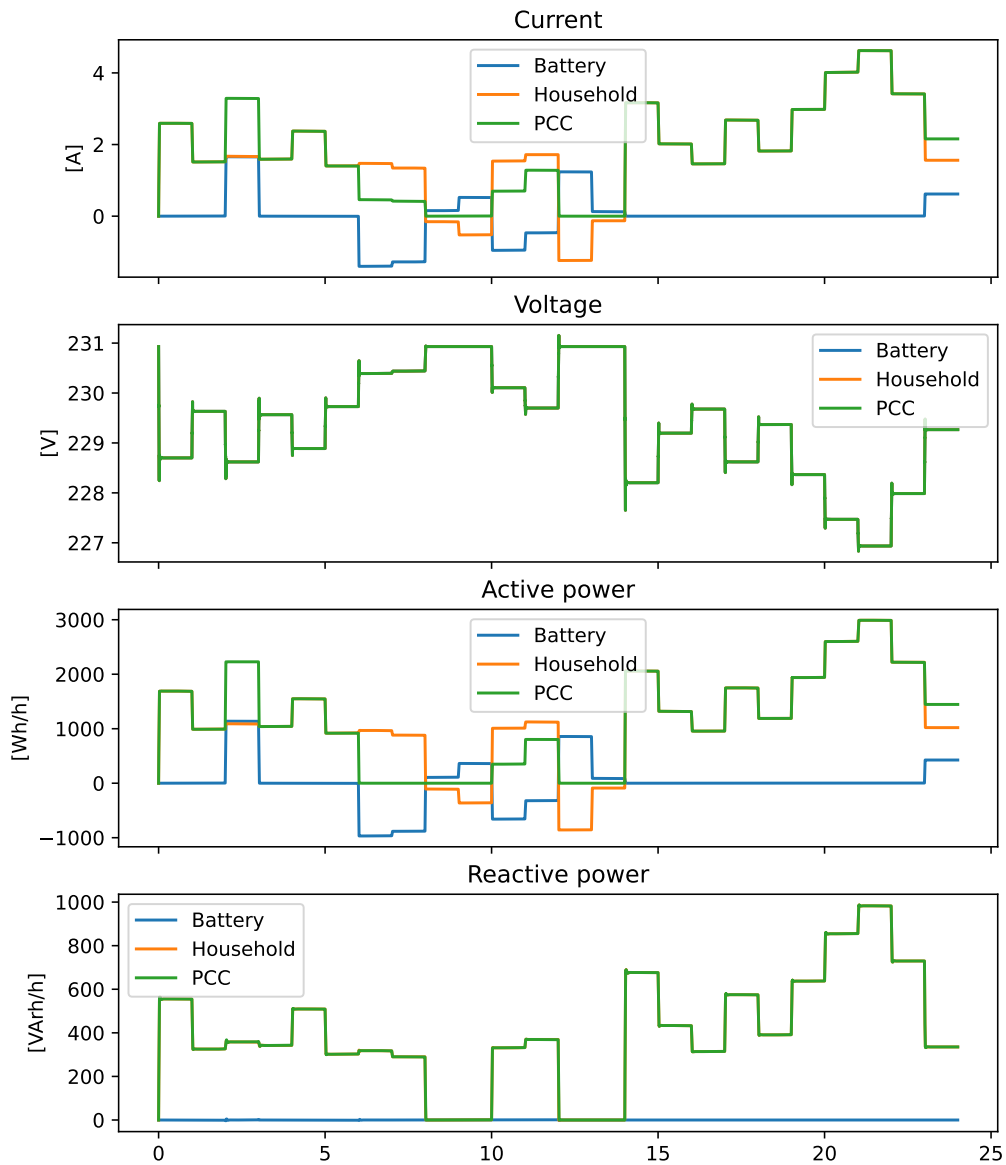 Current
[A]
4
2
0
Battery
Household
PCC
Voltage
[V]
231
230
229
228
227
Battery
Household
PCC
Active power
[Wh/h]
3000
2000
1000
0
−1000
Battery
Household
PCC
Reactive power
[VArh/h]
1000
800
600
400
200
0
Battery
Household
PCC
0 5 10 15 20 25